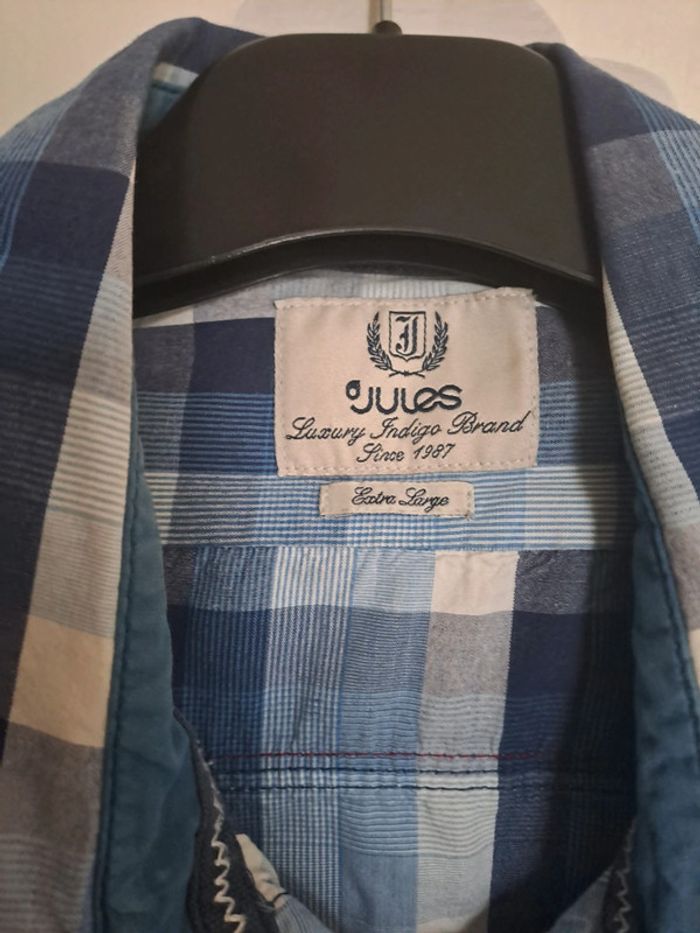 J
JULES
Luxury Indigo Brand
Since 1987
Extra Large